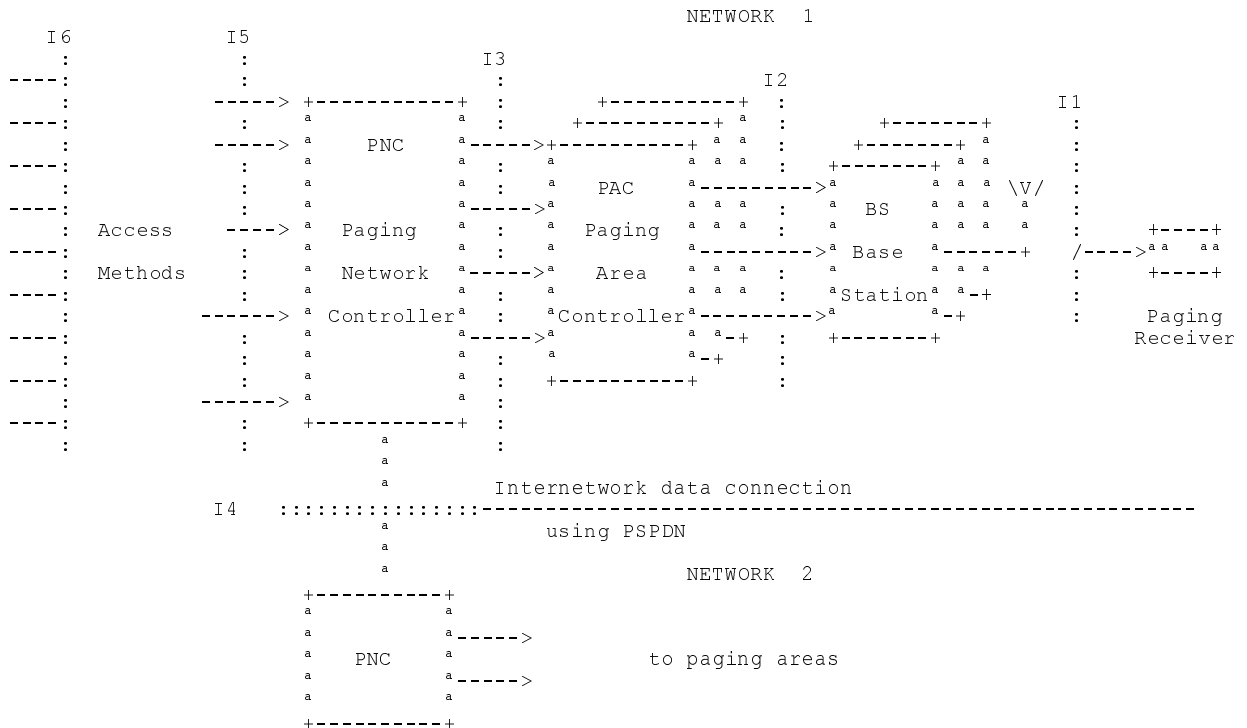 NETWORK 1
I6
I5
I3
I2
I1
PNC
Paging
Network
Controller
PAC
Paging
Area
Controller
BS
Base
Station
Access
Methods
Paging
Receiver
I4
Internetwork data connection
using PSPDN
NETWORK 2
PNC
to paging areas